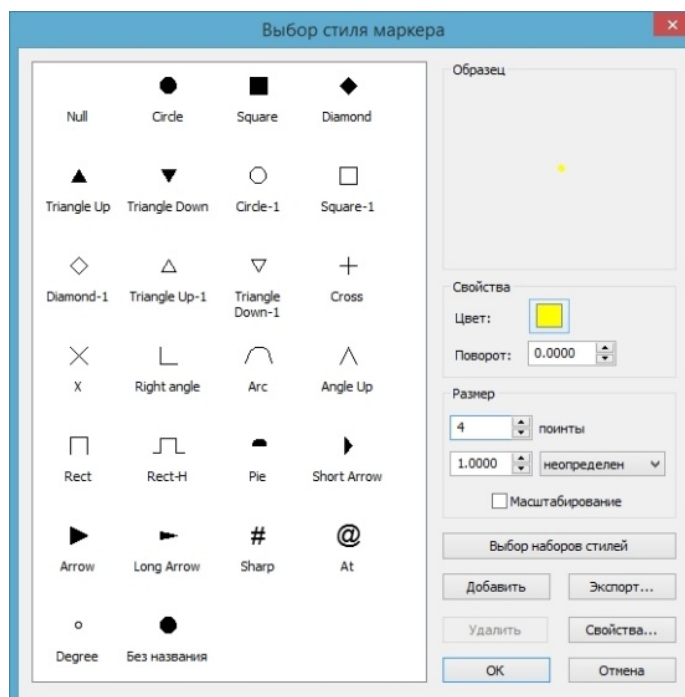 Выбор стиля маркера
Null Circle Square Diamond
Triangle Up Triangle Down Circle-1 Square-1
Diamond-1 Triangle Up-1 Triangle Down-1 Cross
X Right angle Arc Angle Up
Rect Rect-H Pie Short Arrow
# @
Arrow Long Arrow Sharp At
Degree Без названия
Образец
Свойства
Цвет:
Поворот: 0.0000
Размер
4 поинты
1.0000 неопределен
Масштабирование
Выбор наборов стилей
Добавить Экспорт...
Удалить Свойства...
OK Отмена